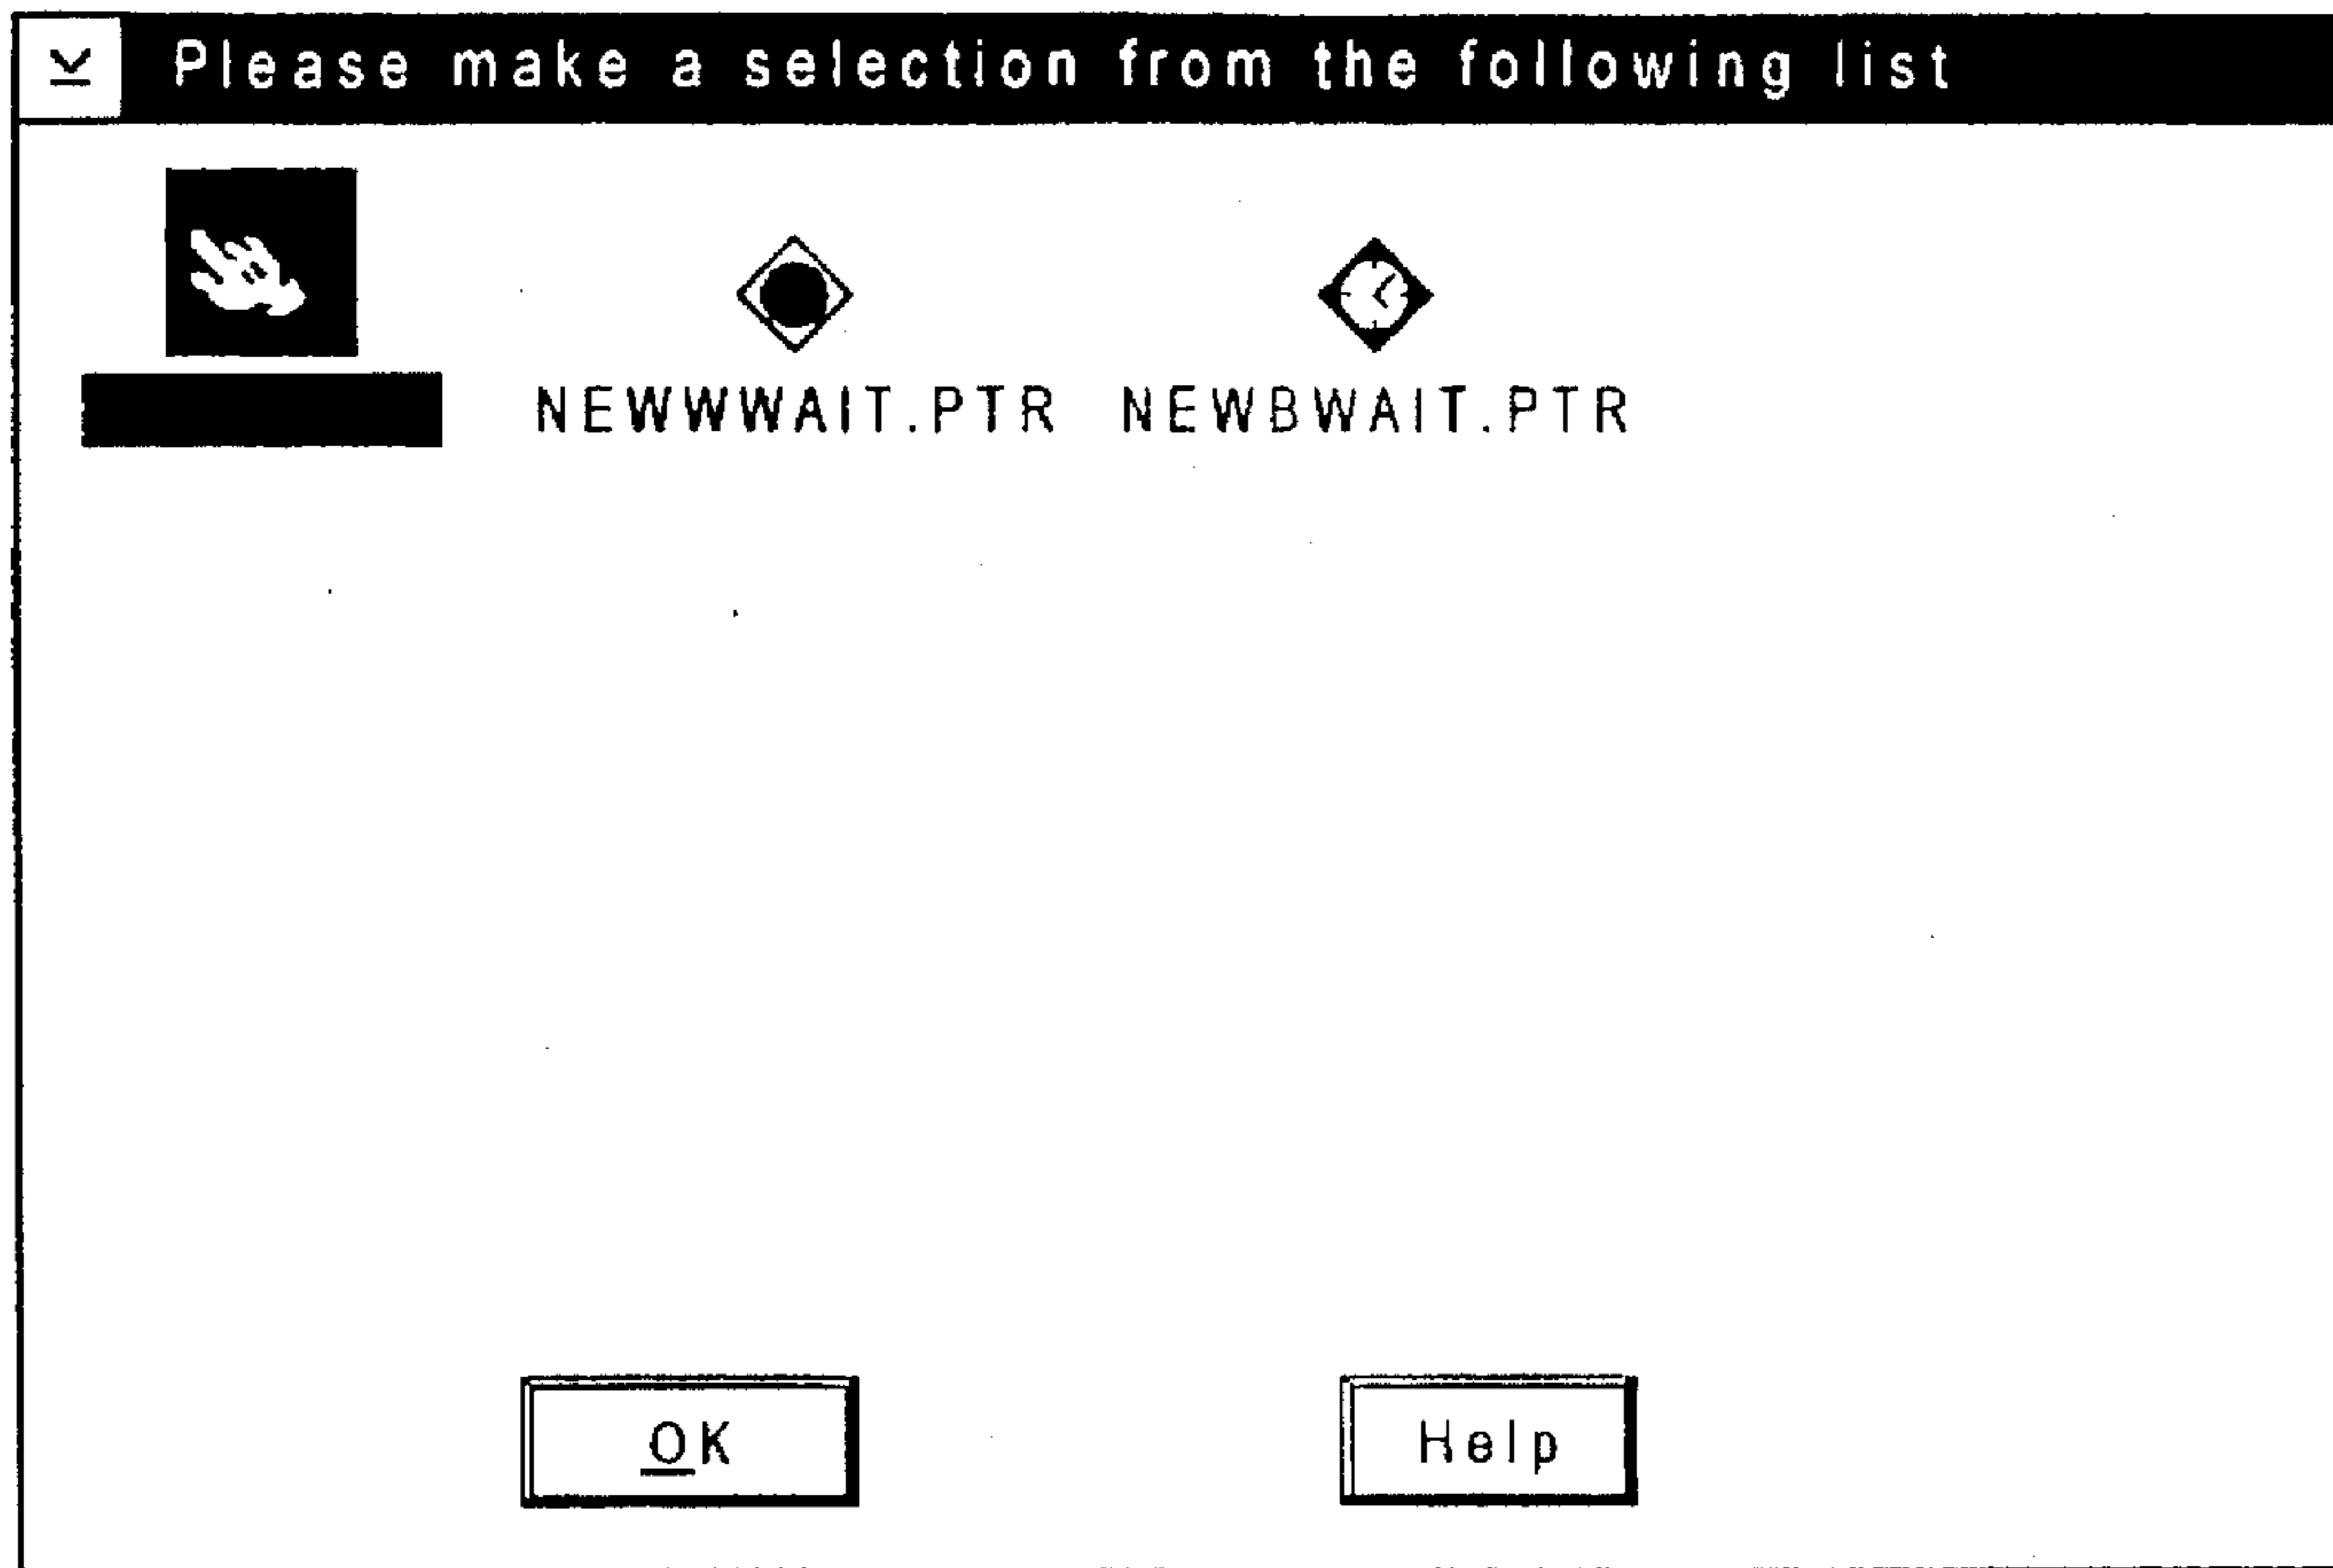 Please make a selection from the following list
NEWWWAIT.PTR NEWBWAIT.PTR
OK Help